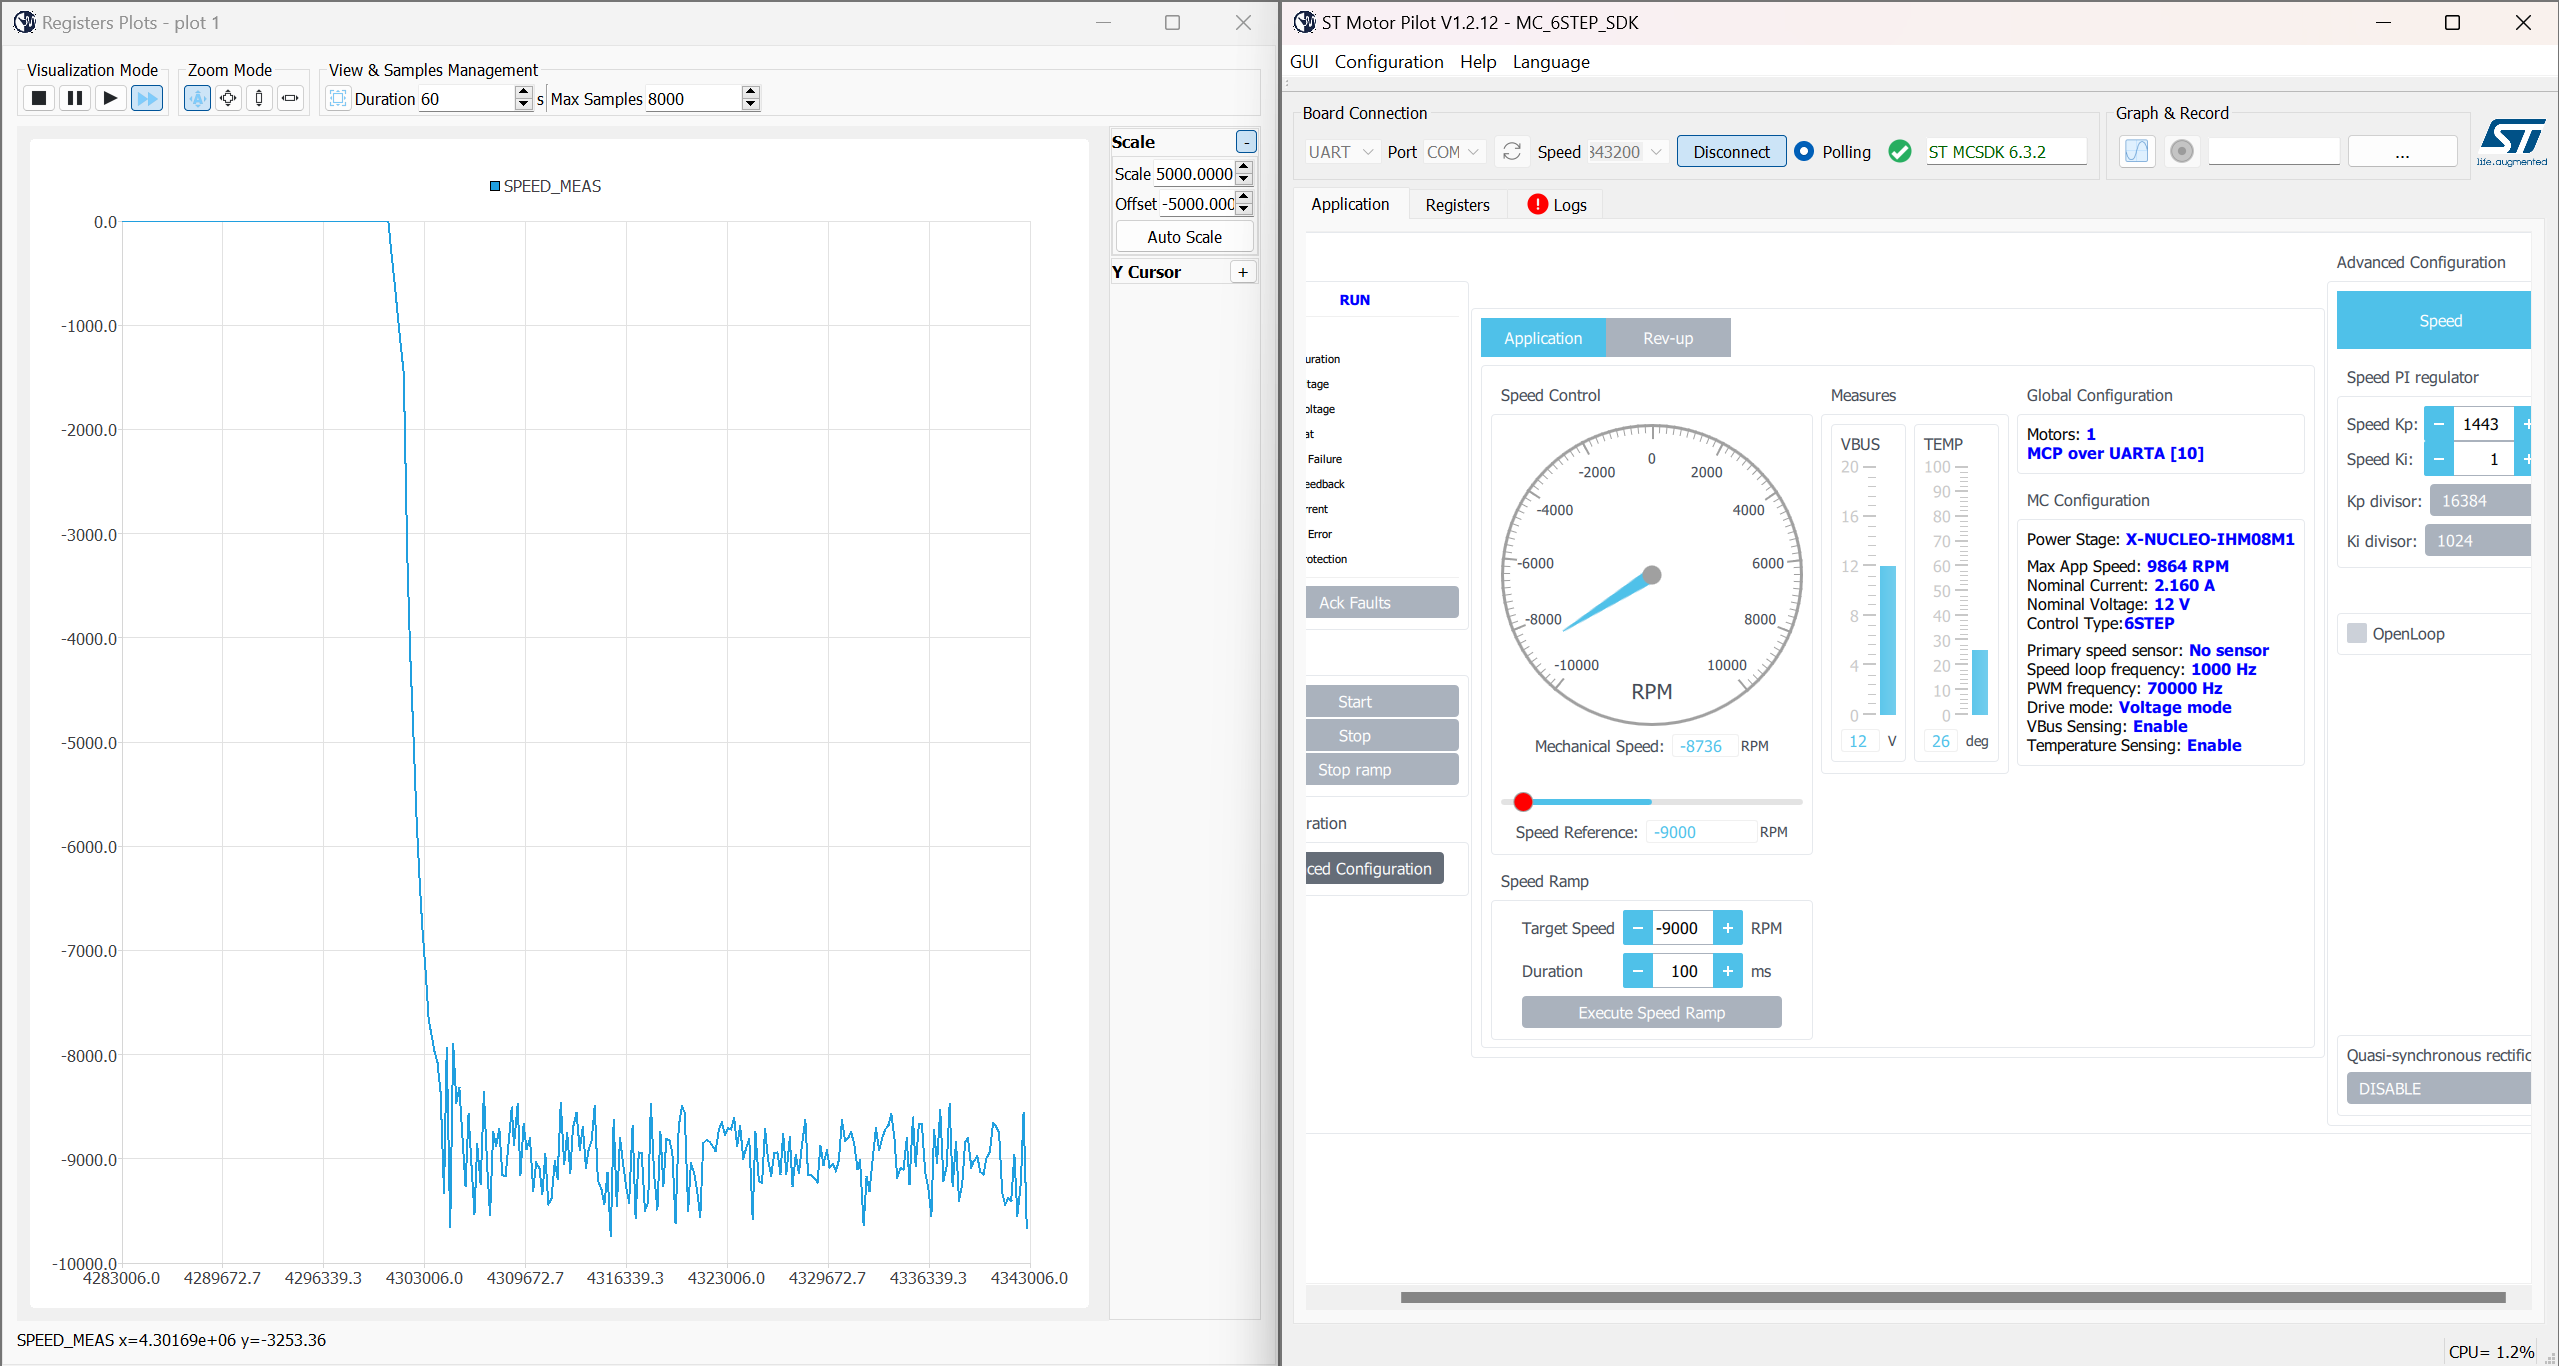 Registers Plots - plot 1
Visualization Mode
Zoom Mode
View & Samples Management
Duration 60 s
Max Samples 8000
SPEED_MEAS
0.0
-1000.0
-2000.0
-3000.0
-4000.0
-5000.0
-6000.0
-7000.0
-8000.0
-9000.0
-10000.0
4283006.0 4289672.7 4296339.3 4303006.0 4309672.7 4316339.3 4323006.0 4329672.7 4336339.3 4343006.0
Scale -
Scale 5000.0000
Offset -5000.000
Auto Scale
Y Cursor +
SPEED_MEAS x=4.30169e+06 y=-3253.36
ST Motor Pilot V1.2.12 - MC_6STEP_SDK
GUI Configuration Help Language
Board Connection
UART Port COM Speed 343200 Disconnect Polling ST MCSDK 6.3.2
Graph & Record
...
ST
life.augmented
Application Registers Logs
RUN
uration
tage
oltage
at
Failure
eedback
rrent
Error
rotection
Ack Faults
Start
Stop
Stop ramp
ration
ced Configuration
Application Rev-up
Speed Control
-10000
-8000
-6000
-4000
-2000
0
2000
4000
6000
8000
10000
RPM
Mechanical Speed: -8736 RPM
Speed Reference: -9000 RPM
Speed Ramp
Target Speed - -9000 + RPM
Duration - 100 + ms
Execute Speed Ramp
Measures
VBUS
20
16
12
8
4
0
12 V
TEMP
100
90
80
70
60
50
40
30
20
10
0
26 deg
Global Configuration
Motors: 1
MCP over UARTA [10]
MC Configuration
Power Stage: X-NUCLEO-IHM08M1
Max App Speed: 9864 RPM
Nominal Current: 2.160 A
Nominal Voltage: 12 V
Control Type:6STEP
Primary speed sensor: No sensor
Speed loop frequency: 1000 Hz
PWM frequency: 70000 Hz
Drive mode: Voltage mode
VBus Sensing: Enable
Temperature Sensing: Enable
Advanced Configuration
Speed
Speed PI regulator
Speed Kp: - 1443 +
Speed Ki: - 1 +
Kp divisor: 16384
Ki divisor: 1024
OpenLoop
Quasi-synchronous rectific
DISABLE
CPU= 1.2%